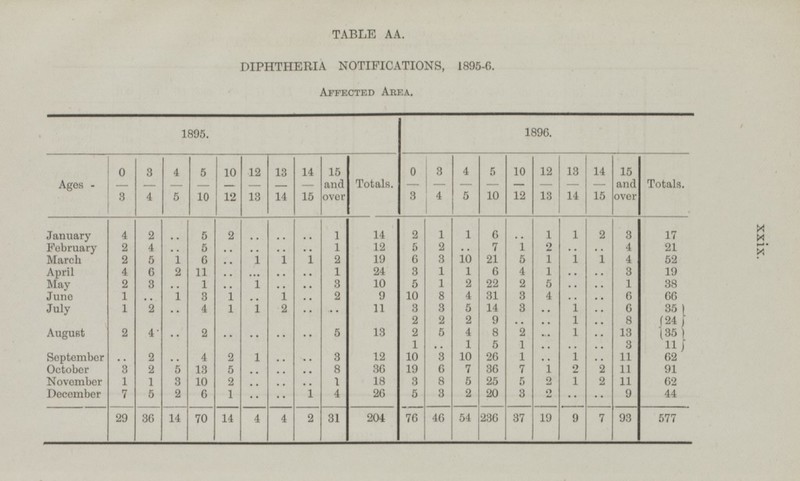 TABLE AA.
DIPHTHERIA NOTIFICATIONS, 1895-6.
AFFECTED AREA.
1895. 1896.
Ages - 0—3 3—4 4—5 5—10 10—12 12—13 13—14 14—15 15 and over Totals. 0—3 3—4 4—5 5—10 10—12 12—13 13—14 14—15 15 and over Totals.
January 4 2 .. 5 2 .. .. .. 1 14 2 1 1 6 .. 1 1 2 3 17
February 2 4 .. 5 .. .. .. .. 1 12 5 2 .. 7 1 2 .. .. 4 21
March 2 5 1 6 .. 1 1 1 2 19 6 3 10 21 5 1 1 1 4 52
April 4 6 2 11 .. ... .. .. 1 24 3 1 1 6 4 1 .. .. 3 19
May 2 3 .. 1 .. 1 .. .. 3 10 5 1 2 22 2 5 .. .. 1 38
June 1 .. 1 3 1 .. 1 .. 2 9 10 8 4 31 3 4 .. .. 6 66
July 1 2 .. 4 1 1 2 .. .. 11 3 3 5 14 3 .. 1 .. 6 35 }
2 2 2 9 .. .. 1 .. 8 {24 }
August 2 4 .. 2 .. .. .. .. 5 13 2 5 4 8 2 .. 1 .. 13 {35 }
1 .. 1 5 1 .. .. .. 3 11 }
September .. 2 .. 4 2 1 .. .. 3 12 10 3 10 26 1 .. 1 .. 11 62
October 3 2 5 13 5 .. .. .. 8 36 19 6 7 36 7 1 2 2 11 91
November 1 1 3 10 2 .. .. .. 1 18 3 8 5 25 5 2 1 2 11 62
December 7 5 2 6 1 .. .. 1 4 26 5 3 2 20 3 2 .. .. 9 44
29 36 14 70 14 4 4 2 31 204 76 46 54 236 37 19 9 7 93 577
xxix.